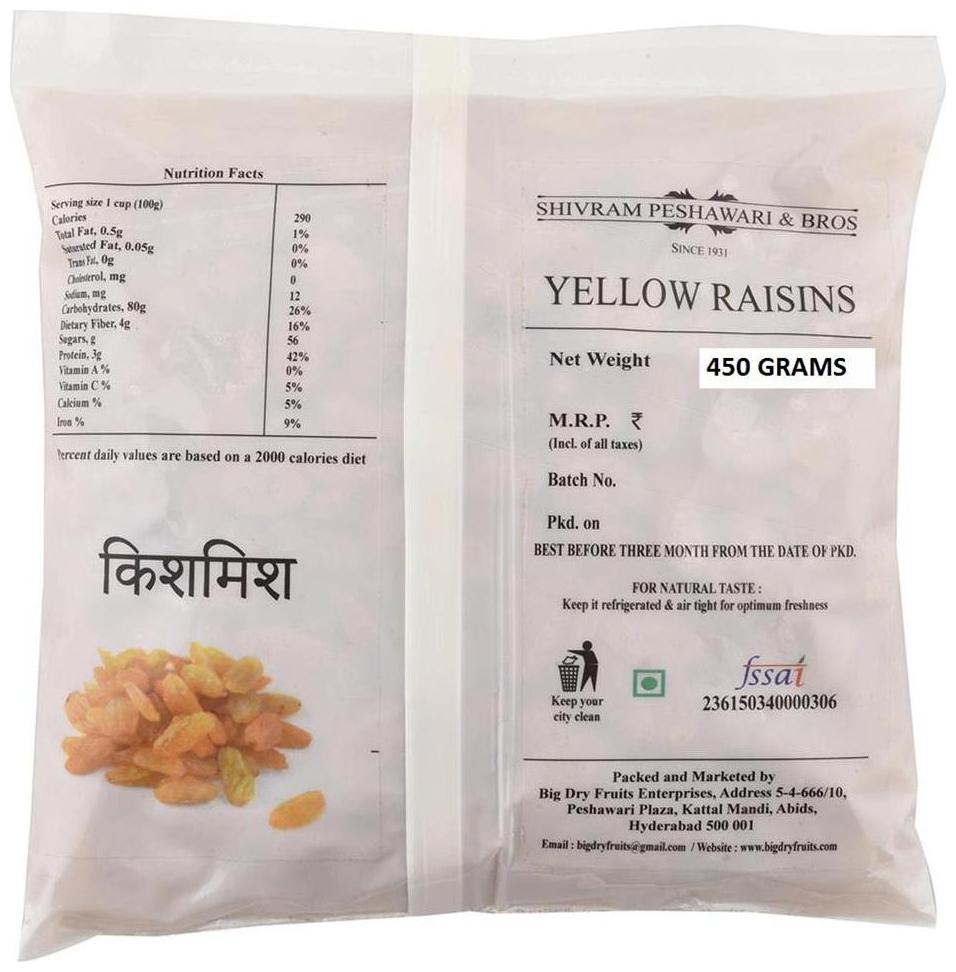 Nutrition Facts
Serving size 1 cup (100g)
Calories 290
Total Fat, 0.5g 1%
Saturated Fat, 0.05g 0%
Trans Fat, 0g 0%
Cholesterol, mg 0
Sodium, mg 12
Carbohydrates, 80g 26%
Dietary Fiber, 4g 16%
Sugars, g 56
Protein, 3g 42%
Vitamin A % 0%
Vitamin C % 5%
Calcium % 5%
Iron % 9%
Percent daily values are based on a 2000 calories diet
किशमिश
SHIVRAM PESHAWARI & BROS
SINCE 1931
YELLOW RAISINS
Net Weight 450 GRAMS
M.R.P. ₹
(Incl. of all taxes)
Batch No.
Pkd. on
BEST BEFORE THREE MONTH FROM THE DATE OF PKD.
FOR NATURAL TASTE :
Keep it refrigerated & air tight for optimum freshness
Keep your
city clean
fssai
236150340000306
Packed and Marketed by
Big Dry Fruits Enterprises, Address 5-4-666/10,
Peshawari Plaza, Kattal Mandi, Abids,
Hyderabad 500 001
Email : bigdryfruits@gmail.com / Website : www.bigdryfruits.com